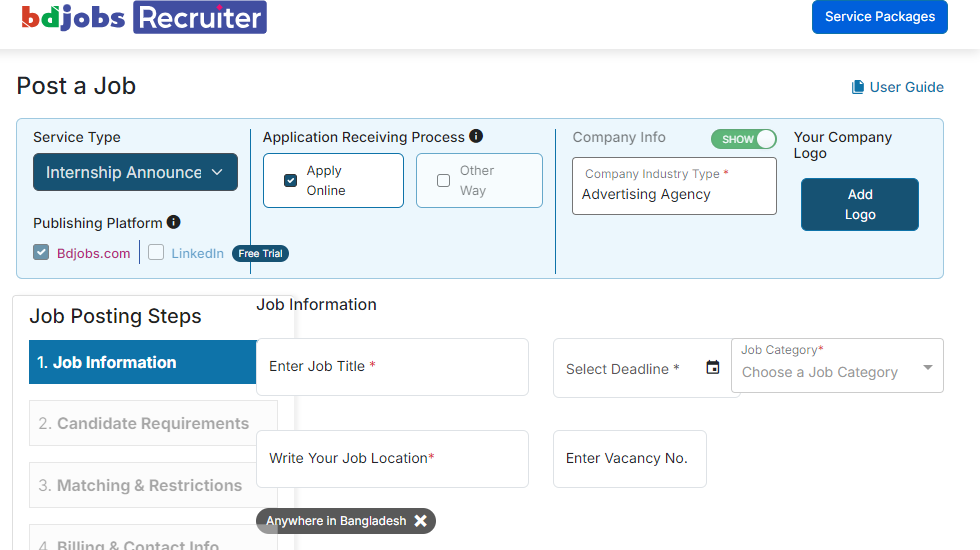 bdjobs Recruiter
Service Packages
Post a Job
User Guide
Service Type
Internship Announce
Publishing Platform
Bdjobs.com
LinkedIn
Free Trial
Application Receiving Process
Apply
Online
Other
Way
Company Info
SHOW
Company Industry Type *
Advertising Agency
Your Company
Logo
Add
Logo
Job Posting Steps
1. Job Information
2. Candidate Requirements
3. Matching & Restrictions
4. Billing & Contact Info
Job Information
Enter Job Title *
Select Deadline *
Job Category*
Choose a Job Category
Write Your Job Location*
Enter Vacancy No.
Anywhere in Bangladesh